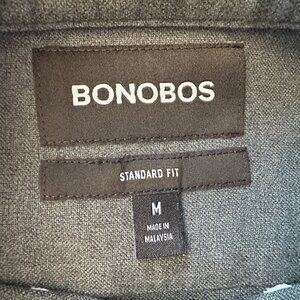 BONOBOS
STANDARD FIT
M
MADE IN
MALAYSIA